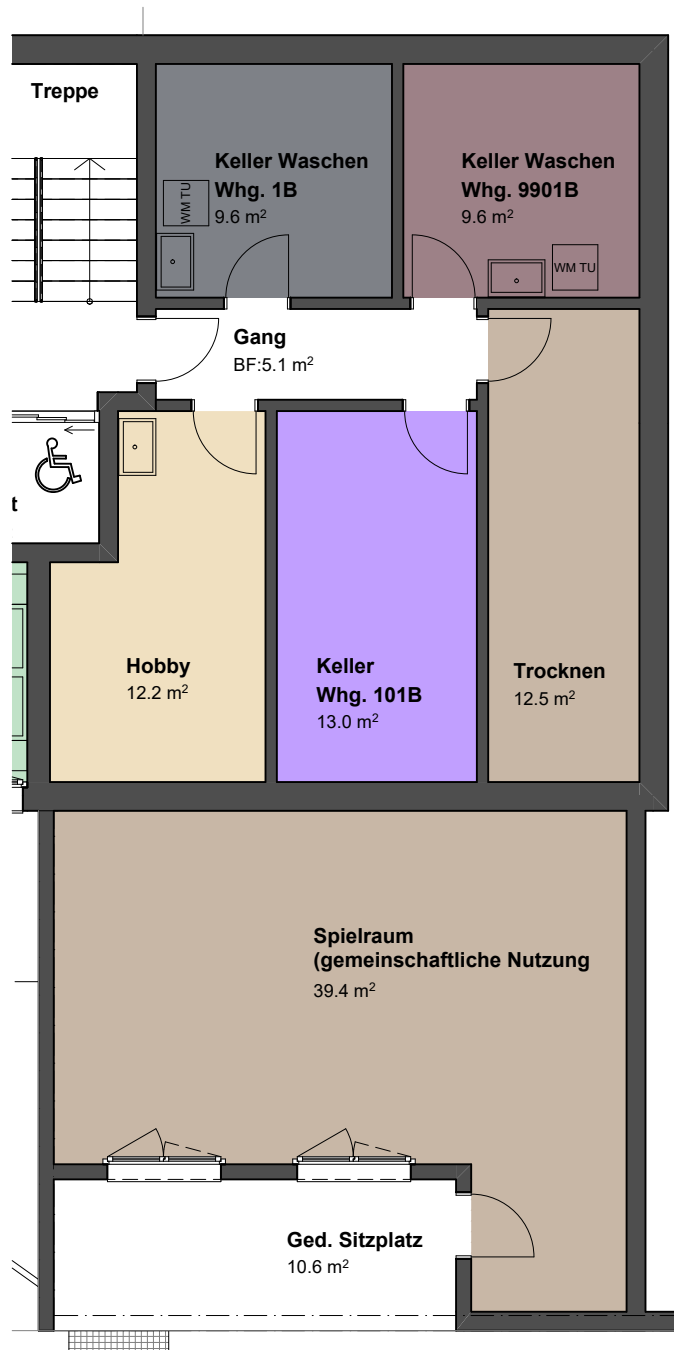 Treppe
Keller Waschen
Whg. 1B
9.6 m²
WM TU
Keller Waschen
Whg. 9901B
9.6 m²
WM TU
Gang
BF:5.1 m²
t
Hobby
12.2 m²
Keller
Whg. 101B
13.0 m²
Trocknen
12.5 m²
Spielraum
(gemeinschaftliche Nutzung
39.4 m²
Ged. Sitzplatz
10.6 m²